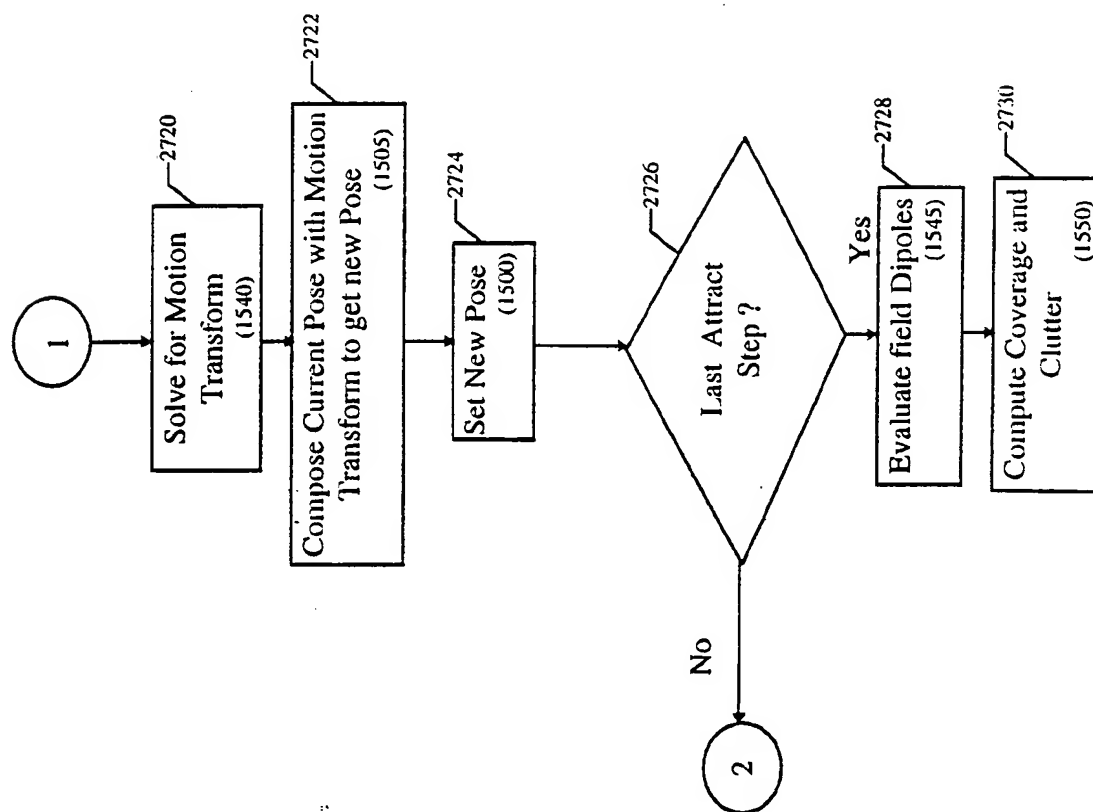 1
2720
Solve for Motion
Transform
(1540)
2722
Compose Current Pose with Motion
Transform to get new Pose
(1505)
2724
Set New Pose
(1500)
2726
Last Attract
Step ?
No
2
Yes
2728
Evaluate field Dipoles
(1545)
2730
Compute Coverage and
Clutter
(1550)